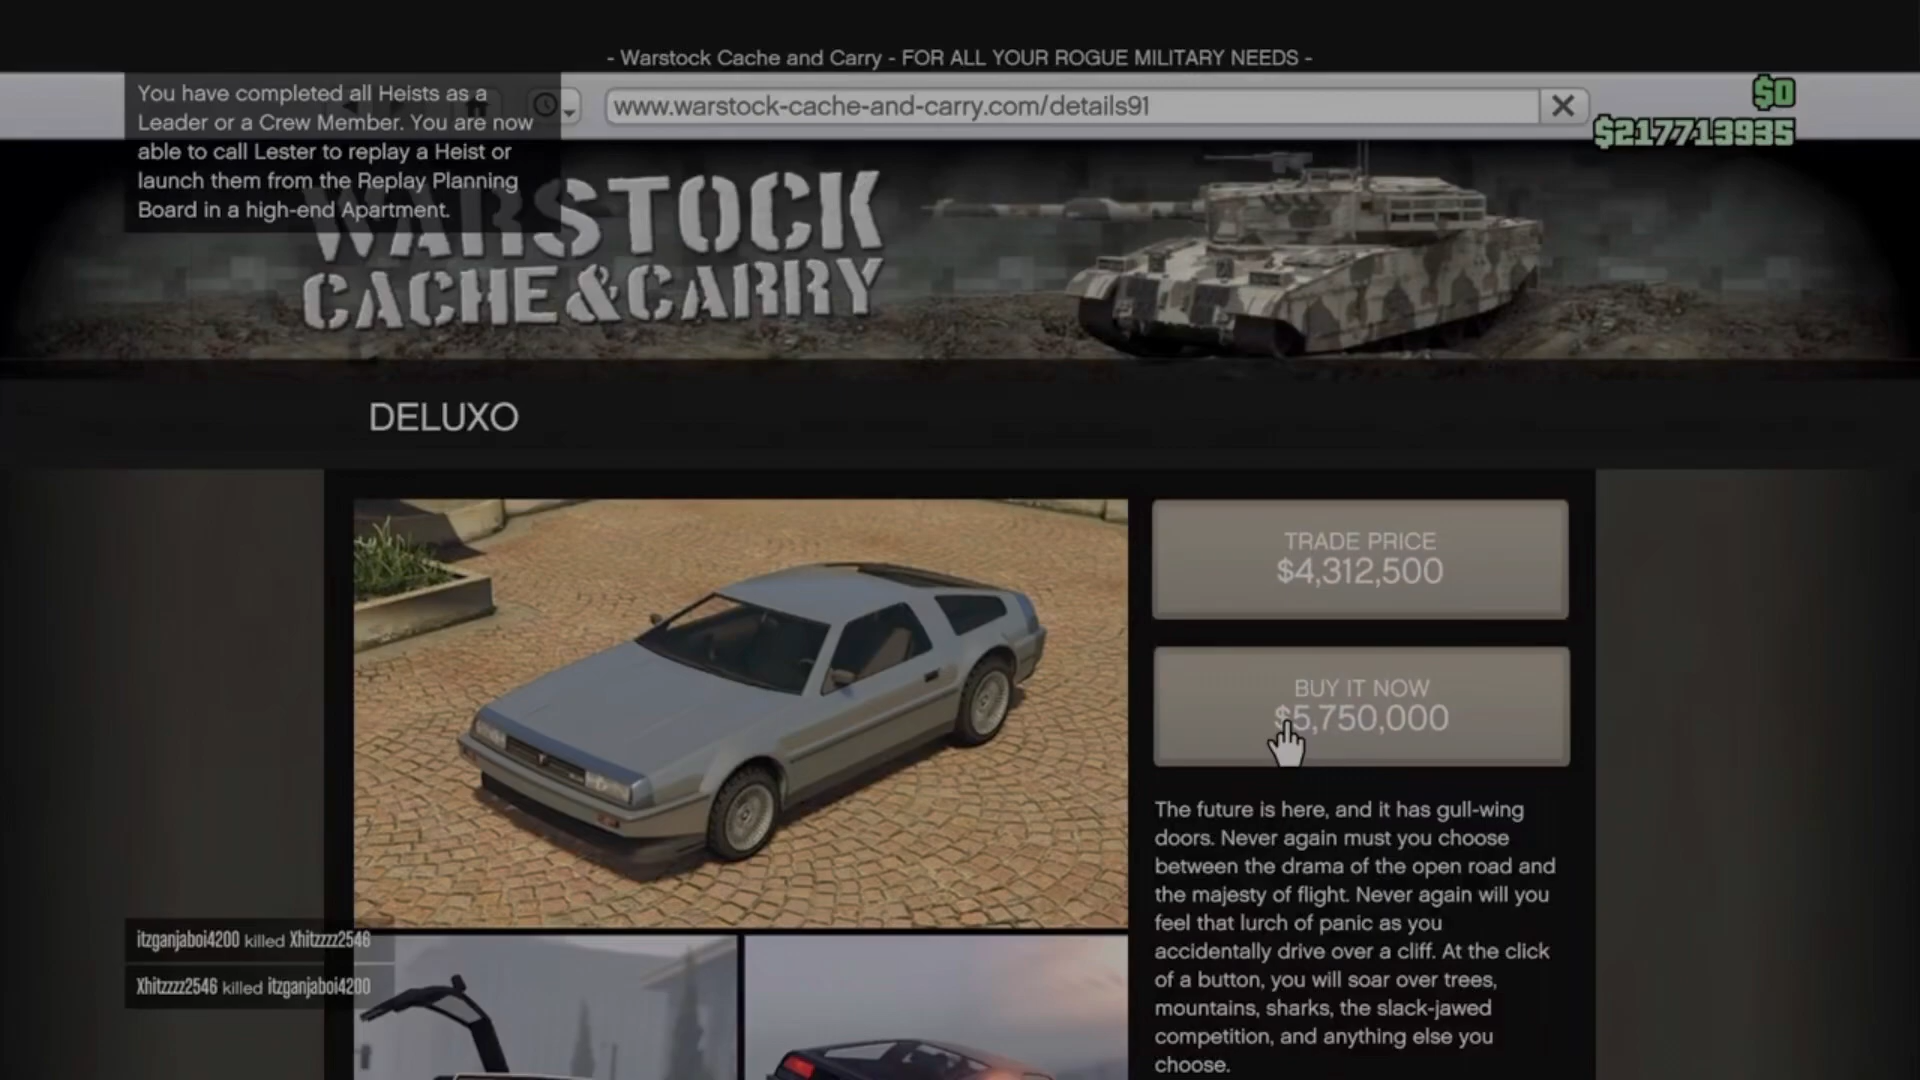 - Warstock Cache and Carry - FOR ALL YOUR ROGUE MILITARY NEEDS -
www.warstock-cache-and-carry.com/details91
$0
$217713935
You have completed all Heists as a
Leader or a Crew Member. You are now
able to call Lester to replay a Heist or
launch them from the Replay Planning
Board in a high-end Apartment.
WARSTOCK
CACHE&CARRY
DELUXO
TRADE PRICE
$4,312,500
BUY IT NOW
$5,750,000
The future is here, and it has gull-wing
doors. Never again must you choose
between the drama of the open road and
the majesty of flight. Never again will you
feel that lurch of panic as you
accidentally drive over a cliff. At the click
of a button, you will soar over trees,
mountains, sharks, the slack-jawed
competition, and anything else you
choose.
itzganjaboi4200 killed Xhitzzzz2546
Xhitzzzz2546 killed itzganjaboi4200